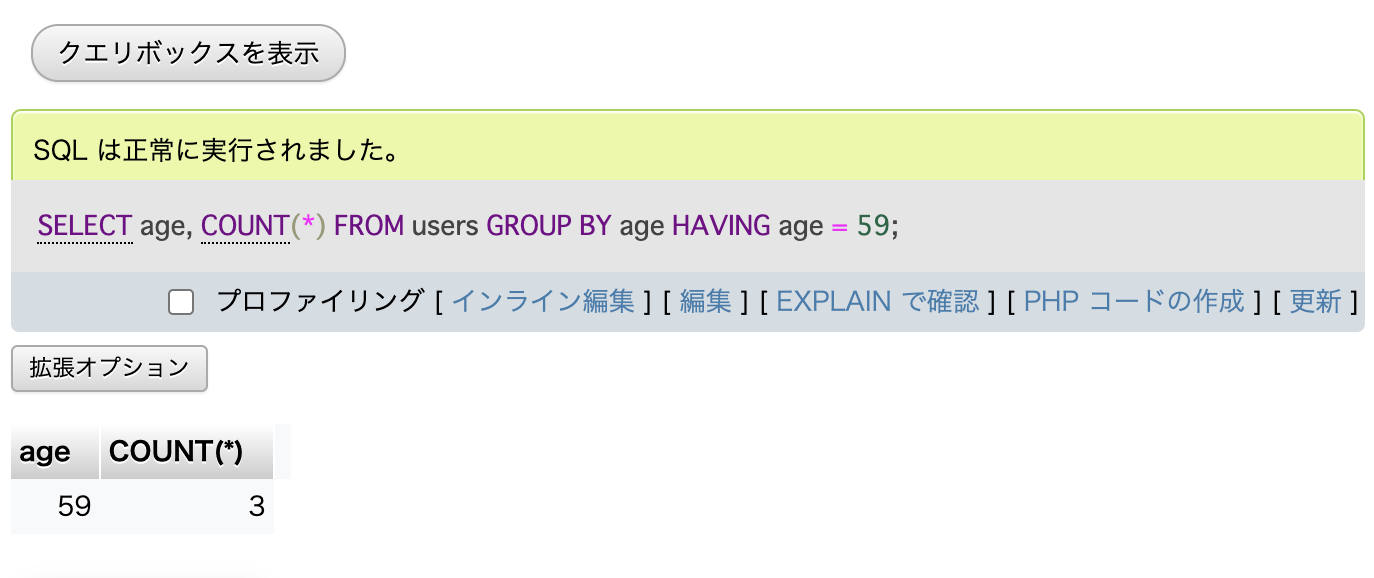 クエリボックスを表示
SQL は正常に実行されました。
SELECT age, COUNT(*) FROM users GROUP BY age HAVING age = 59;
プロファイリング [ インライン編集 ] [ 編集 ] [ EXPLAIN で確認 ] [ PHP コードの作成 ] [ 更新 ]
拡張オプション
age COUNT(*)
59 3